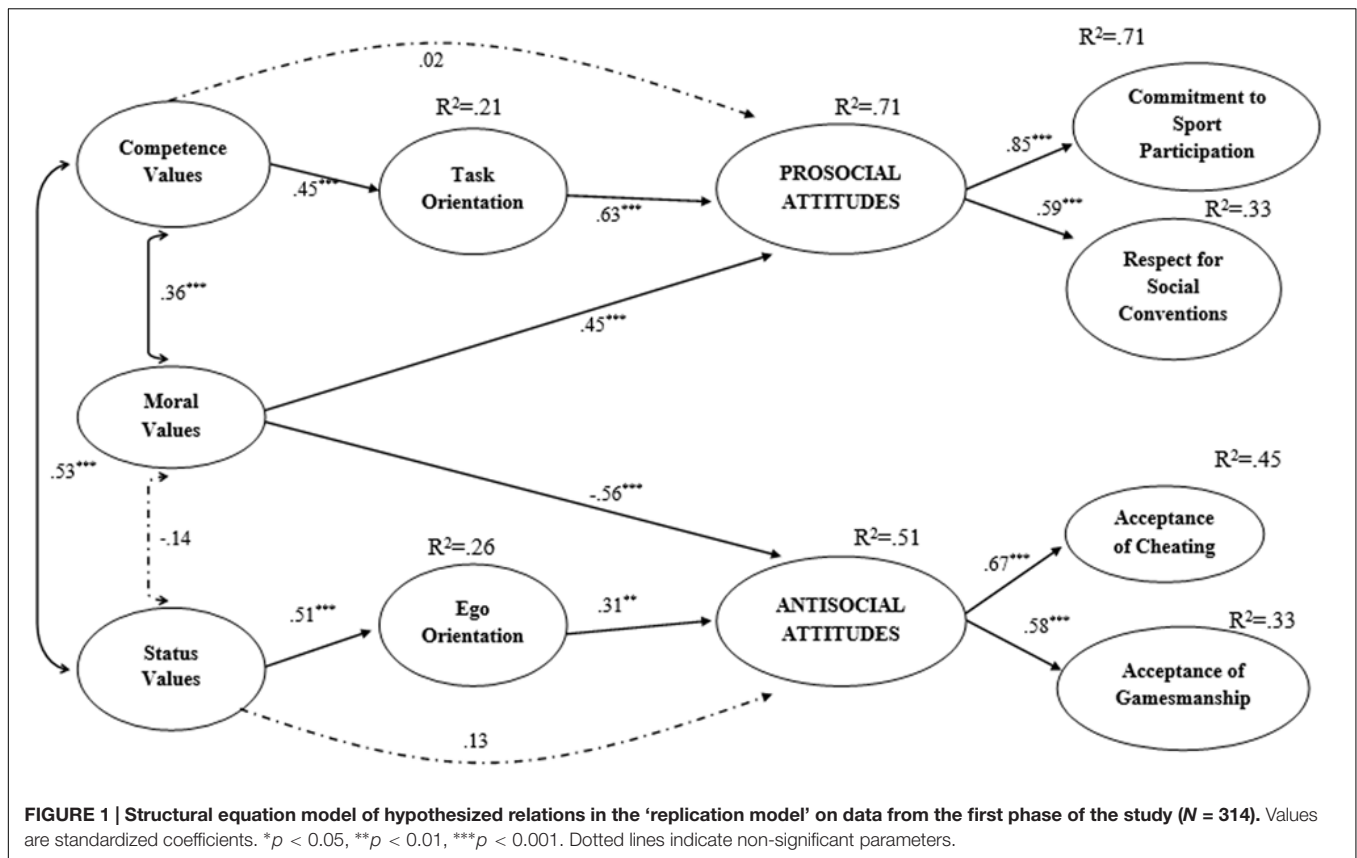 R²=.71
.02
R²=.21
R²=.71
Commitment to
Sport
Participation
Competence
Values
.85***
Task
Orientation
PROSOCIAL
ATTITUDES
.45***
.63***
.59***
R²=.33
Respect for
Social
Conventions
.36***
.45***
Moral
Values
.53***
-.56***
R²=.45
-.14
R²=.26
R²=.51
Acceptance
of Cheating
.67***
.51***
Ego
Orientation
.31**
ANTISOCIAL
ATTITUDES
.58***
R²=.33
Status
Values
Acceptance of
Gamesmanship
.13
FIGURE 1 | Structural equation model of hypothesized relations in the ‘replication model’ on data from the first phase of the study (N = 314). Values
are standardized coefficients. *p < 0.05, **p < 0.01, ***p < 0.001. Dotted lines indicate non-significant parameters.